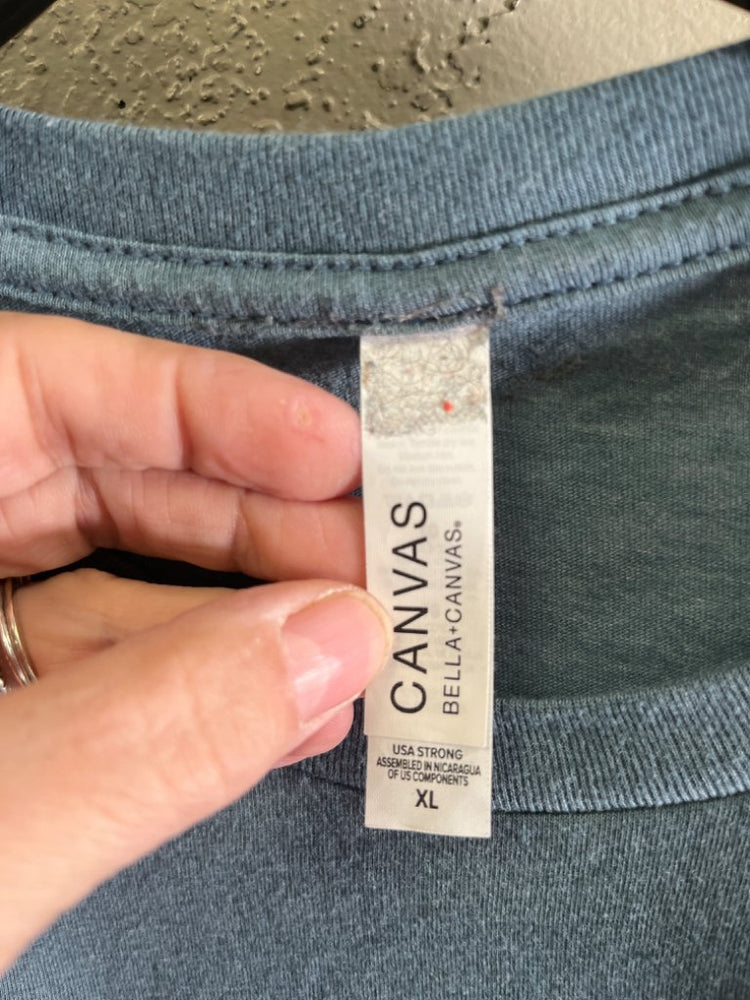 CANVAS
BELLA+CANVAS®
USA STRONG
ASSEMBLED IN NICARAGUA
OF US COMPONENTS
XL